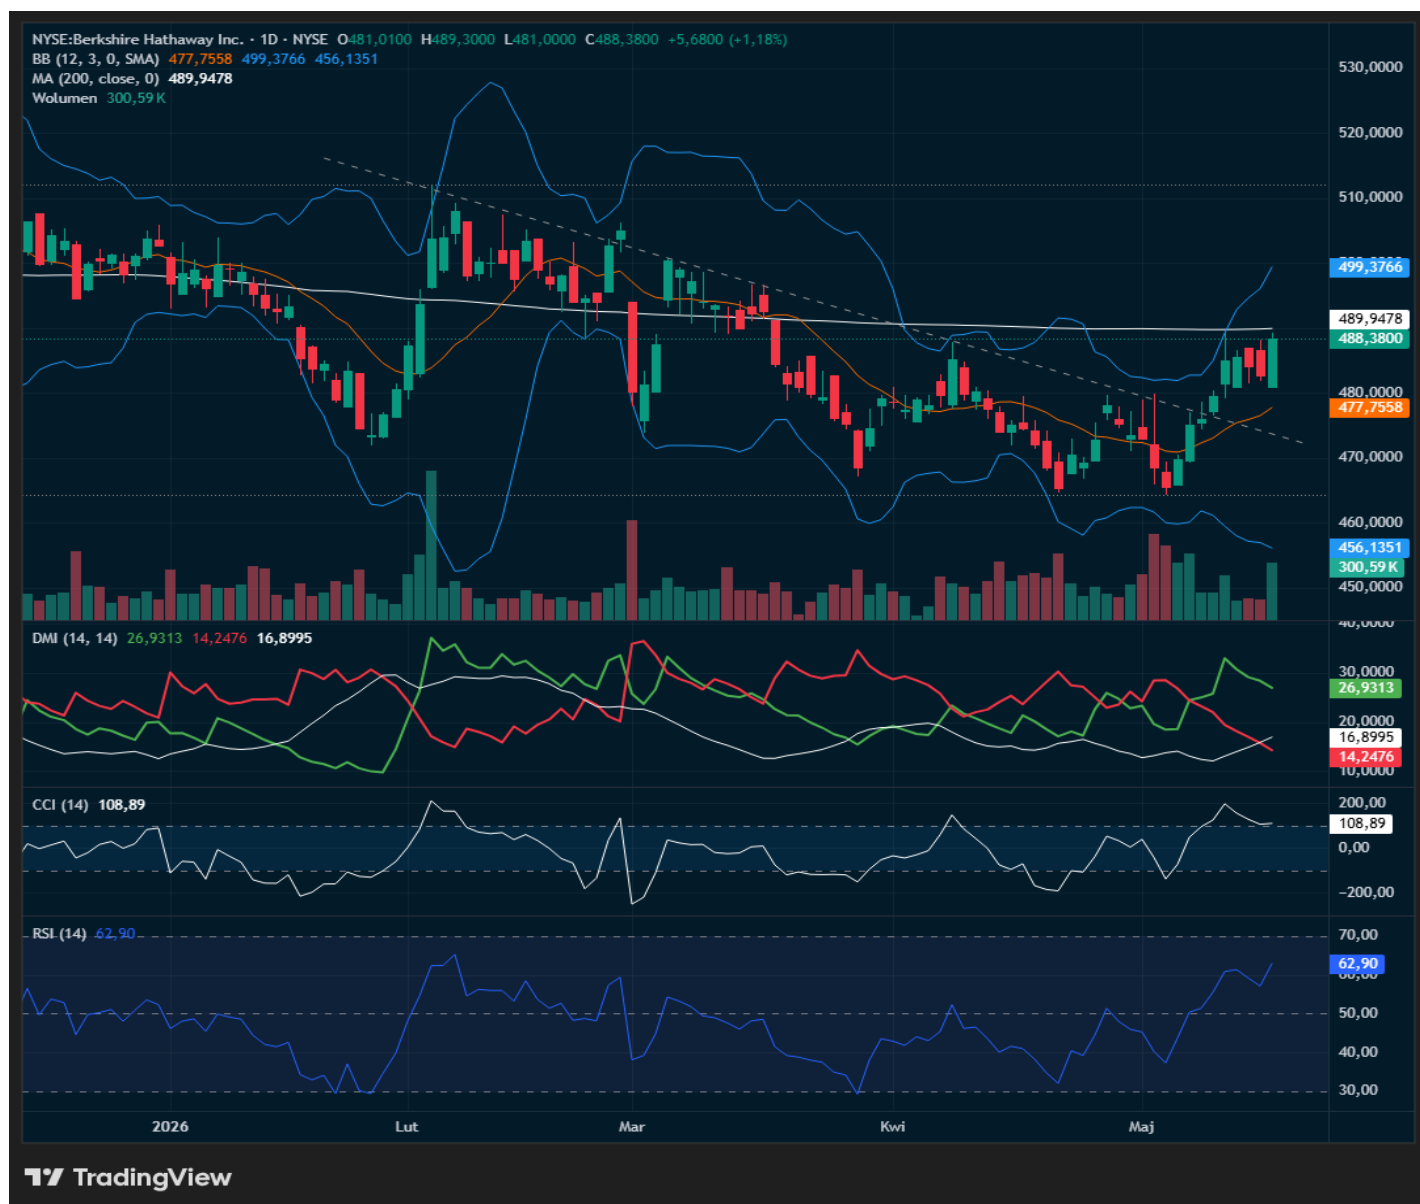 NYSE:Berkshire Hathaway Inc. · 1D · NYSE O481,0100 H489,3000 L481,0000 C488,3800 +5,6800 (+1,18%)
BB (12, 3, 0, SMA) 477,7558 499,3766 456,1351
MA (200, close, 0) 489,9478
Wolumen 300,59 K
530,0000
520,0000
510,0000
499,3766
489,9478
488,3800
480,0000
477,7558
470,0000
460,0000
456,1351
300,59 K
450,0000
40,0000
DMI (14, 14) 26,9313 14,2476 16,8995
30,0000
26,9313
20,0000
16,8995
14,2476
10,0000
CCI (14) 108,89
200,00
108,89
0,00
−200,00
RSI (14) 62,90
70,00
62,90
60,00
50,00
40,00
30,00
2026 Lut Mar Kwi Maj
TradingView